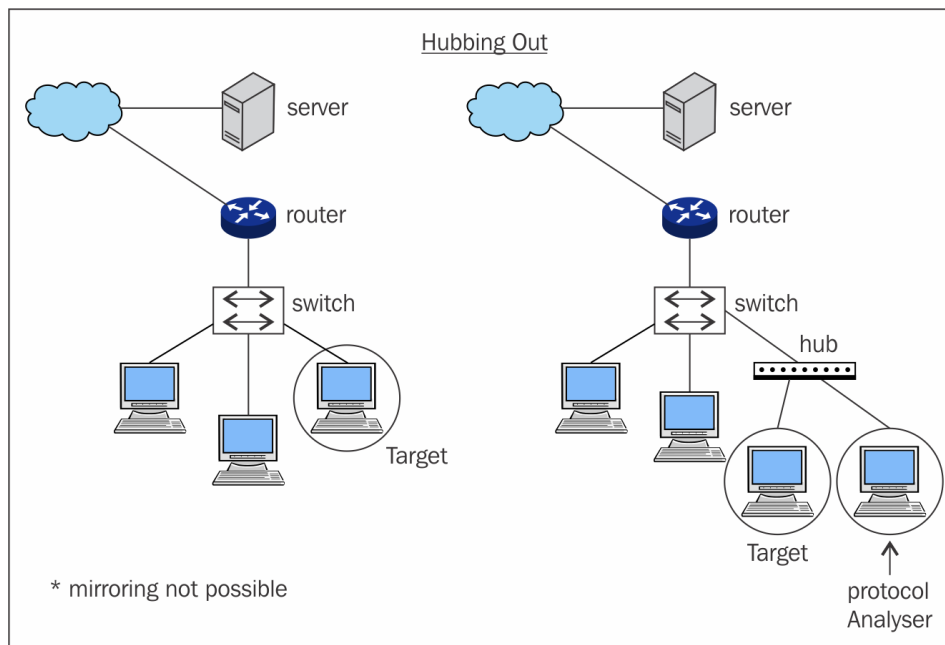 Hubbing Out
server
router
switch
Target
* mirroring not possible
server
router
switch
hub
Target
protocol
Analyser